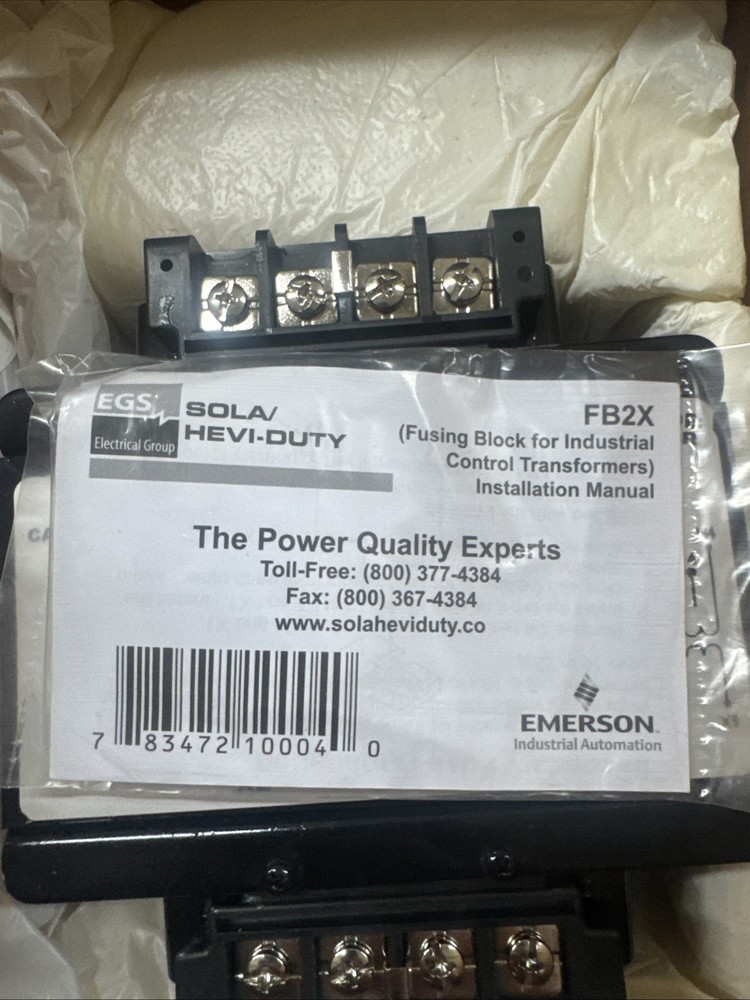 EGS
Electrical Group
SOLA/
HEVI-DUTY
FB2X
(Fusing Block for Industrial
Control Transformers)
Installation Manual
The Power Quality Experts
Toll-Free: (800) 377-4384
Fax: (800) 367-4384
www.solaheviduty.co
7 83472 10004 0
EMERSON
Industrial Automation
CA